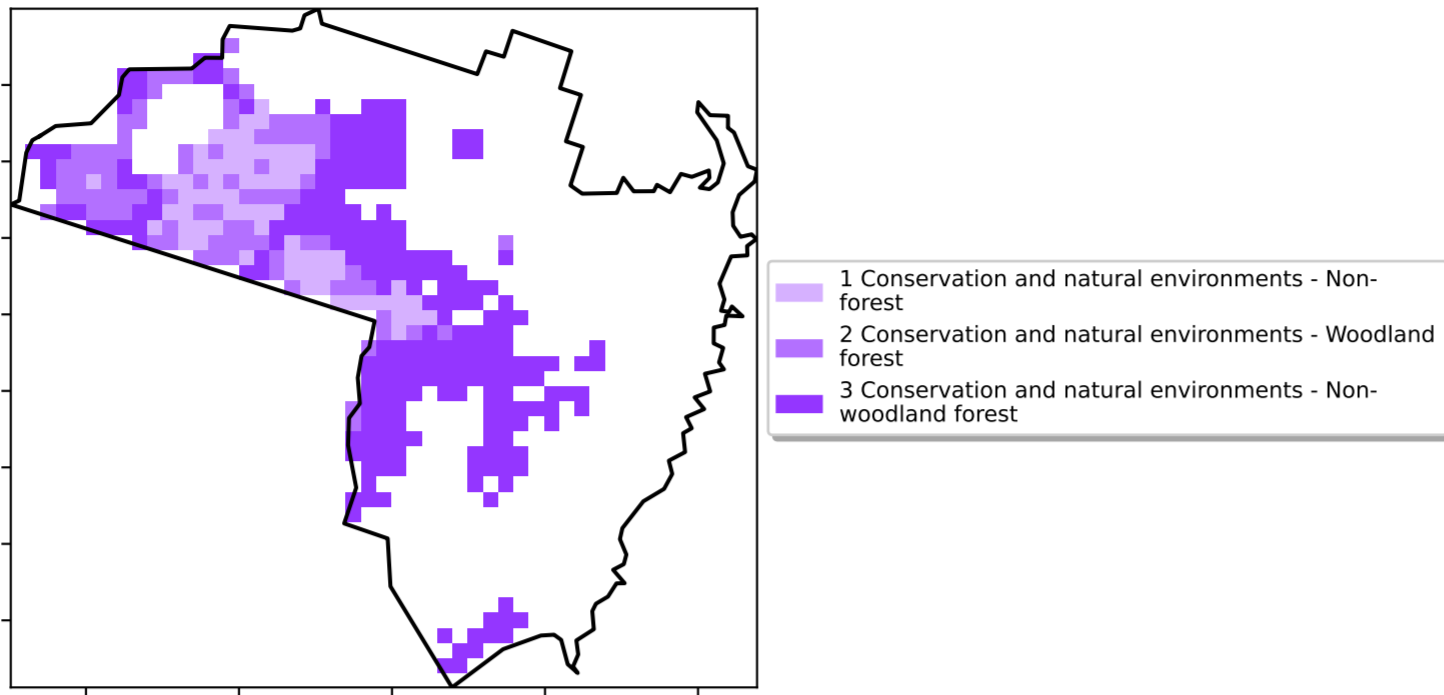 1 Conservation and natural environments - Non-
forest
2 Conservation and natural environments - Woodland
forest
3 Conservation and natural environments - Non-
woodland forest